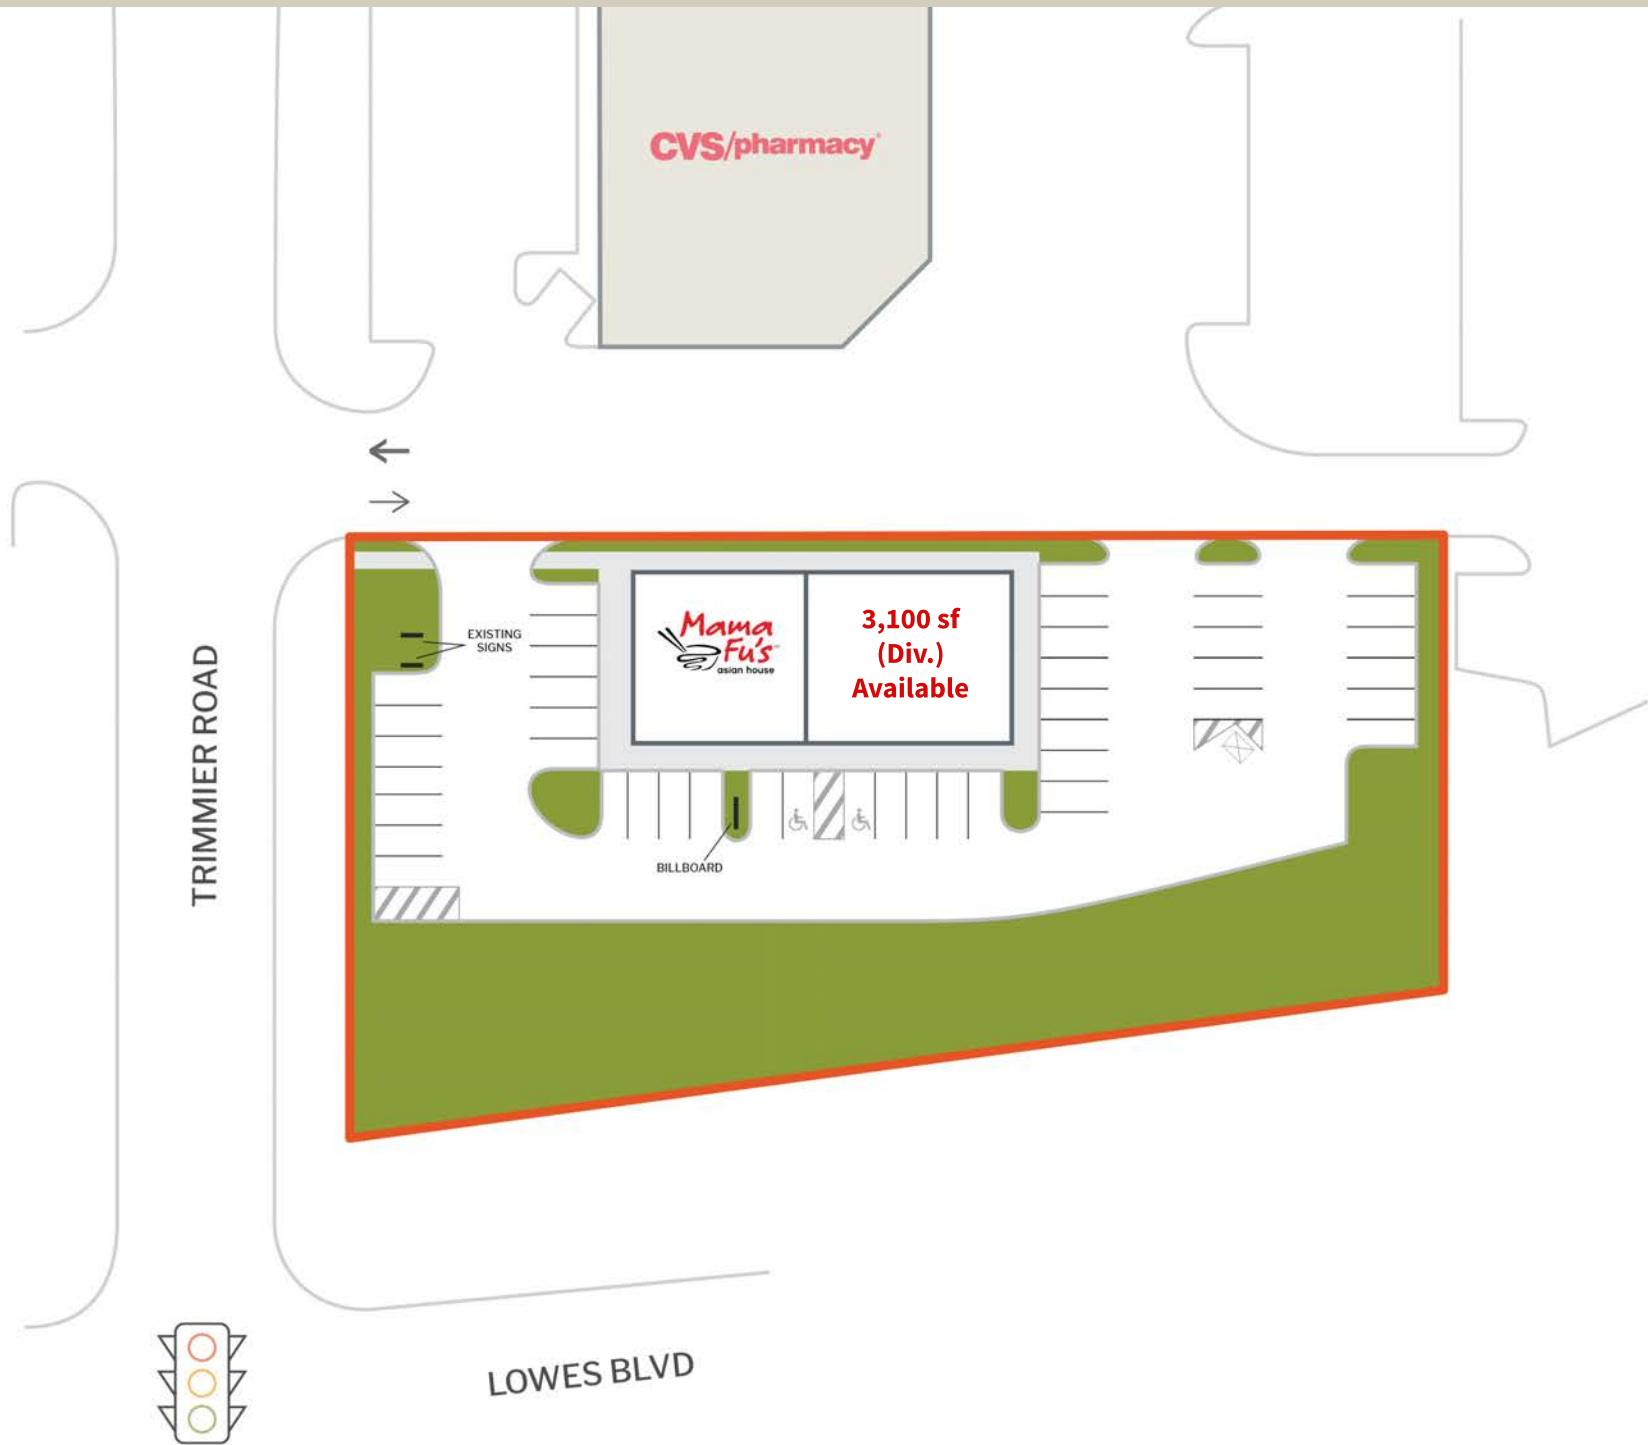 CVS/pharmacy
EXISTING
SIGNS
Mama
Fu's
asian house
3,100 sf
(Div.)
Available
TRIMMIER ROAD
BILLBOARD
LOWES BLVD